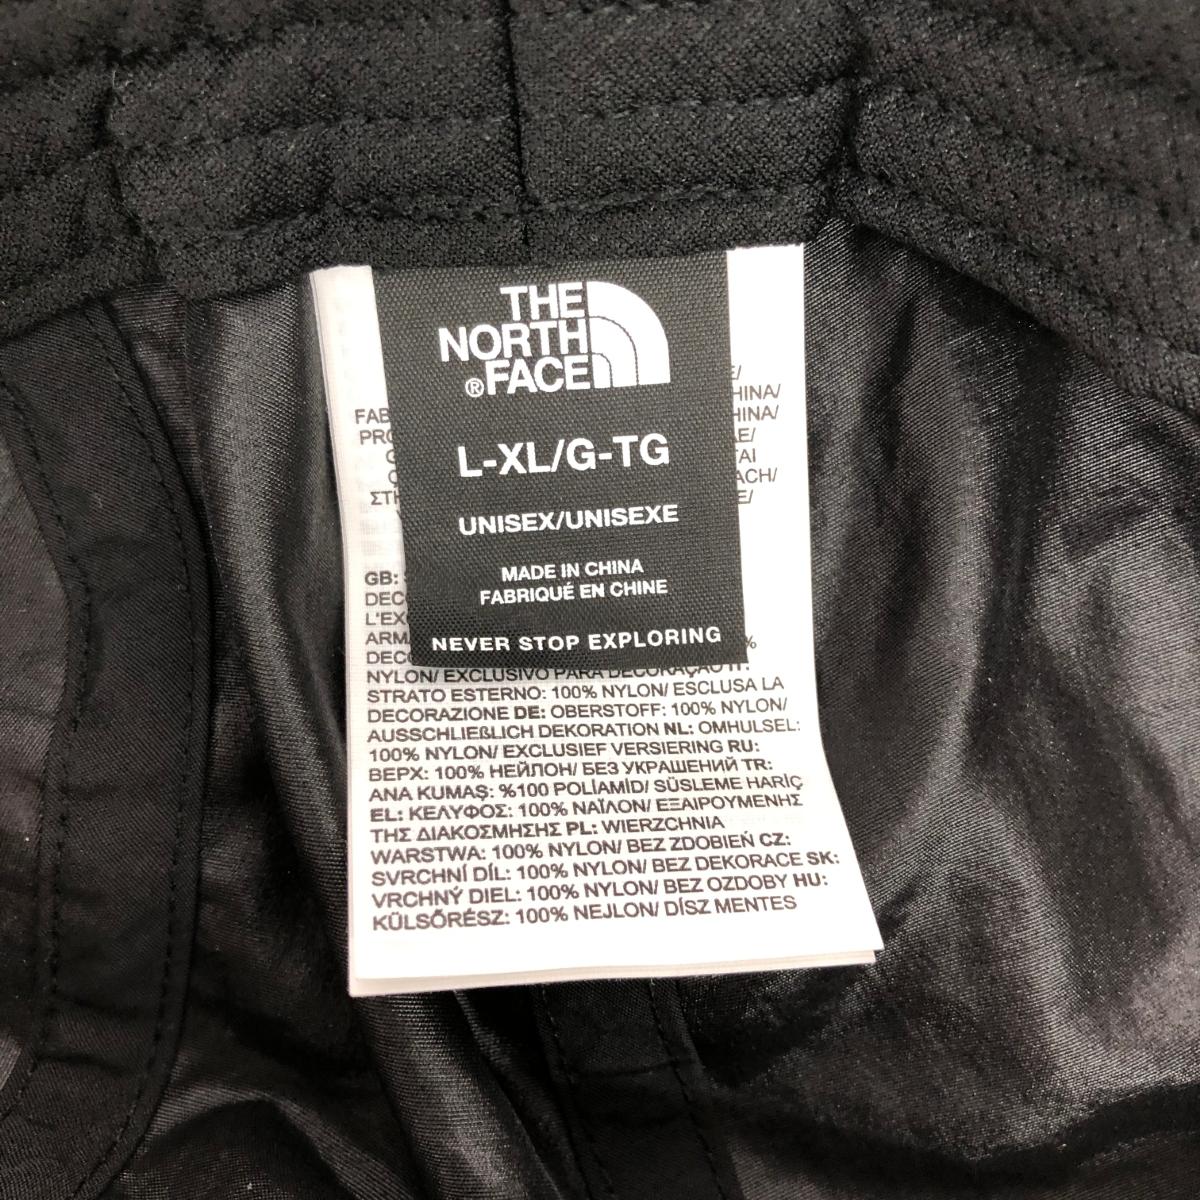 THE
NORTH
®FACE
L-XL/G-TG
UNISEX/UNISEXE
MADE IN CHINA
FABRIQUÉ EN CHINE
NEVER STOP EXPLORING
GB:
NYLON/ EXCLUSIVO PARA DECORAÇÃO IT:
STRATO ESTERNO: 100% NYLON/ ESCLUSA LA
DECORAZIONE DE: OBERSTOFF: 100% NYLON/
AUSSCHLIEßLICH DEKORATION NL: OMHULSEL:
100% NYLON/ EXCLUSIEF VERSIERING RU:
ВЕРХ: 100% НЕЙЛОН/ БЕЗ УКРАШЕНИЙ TR:
ANA KUMAŞ: %100 POLİAMİD/ SÜSLEME HARİÇ
EL: ΚΕΛΥΦΟΣ: 100% ΝΑΪΛΟΝ/ ΕΞΑΙΡΟΥΜΕΝΗΣ
ΤΗΣ ΔΙΑΚΟΣΜΗΣΗΣ PL: WIERZCHNIA
WARSTWA: 100% NYLON/ BEZ ZDOBIEŃ CZ:
SVRCHNÍ DÍL: 100% NYLON/ BEZ DEKORACE SK:
VRCHNÝ DIEL: 100% NYLON/ BEZ OZDOBY HU:
KÜLSŐRÉSZ: 100% NEJLON/ DÍSZ MENTES